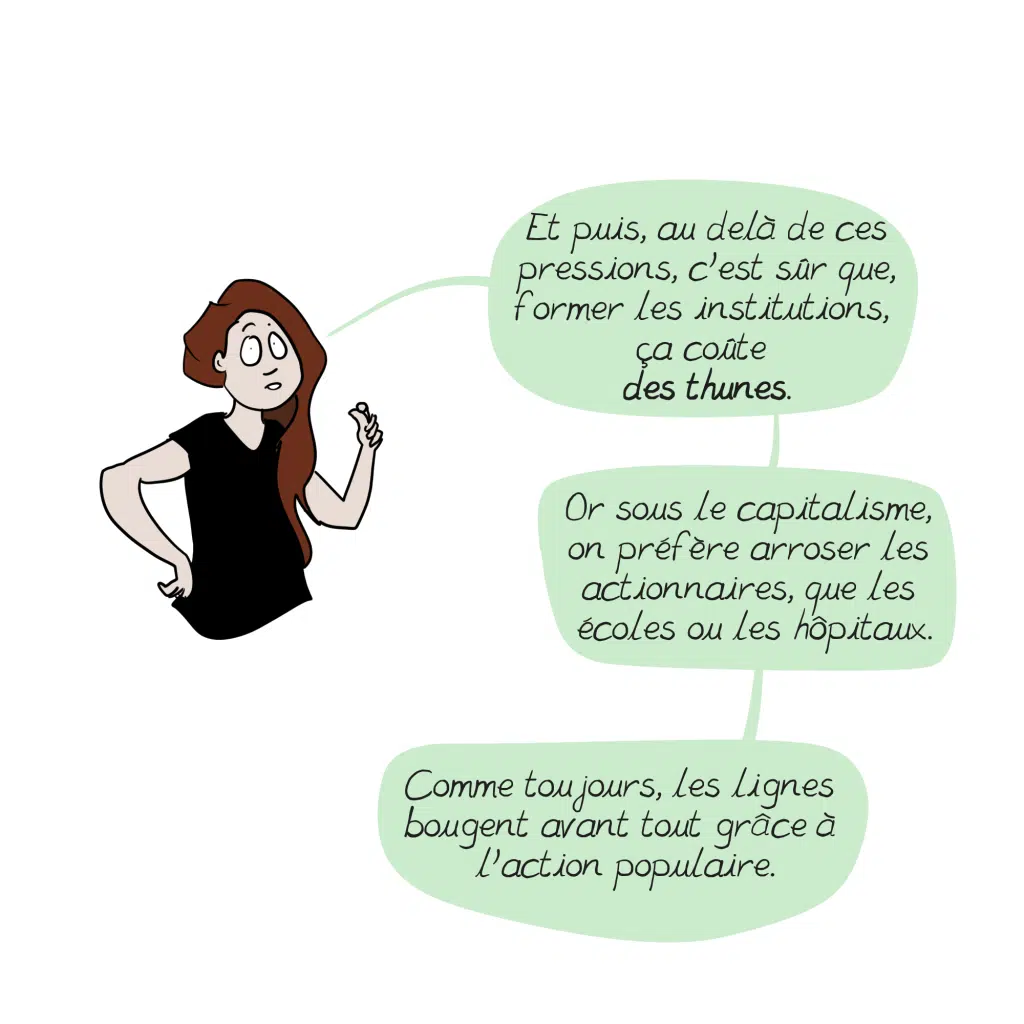 Et puis, au delà de ces
pressions, c'est sûr que,
former les institutions,
ça coûte
des thunes.
Or sous le capitalisme,
on préfère arroser les
actionnaires, que les
écoles ou les hôpitaux.
Comme toujours, les lignes
bougent avant tout grâce à
l'action populaire.